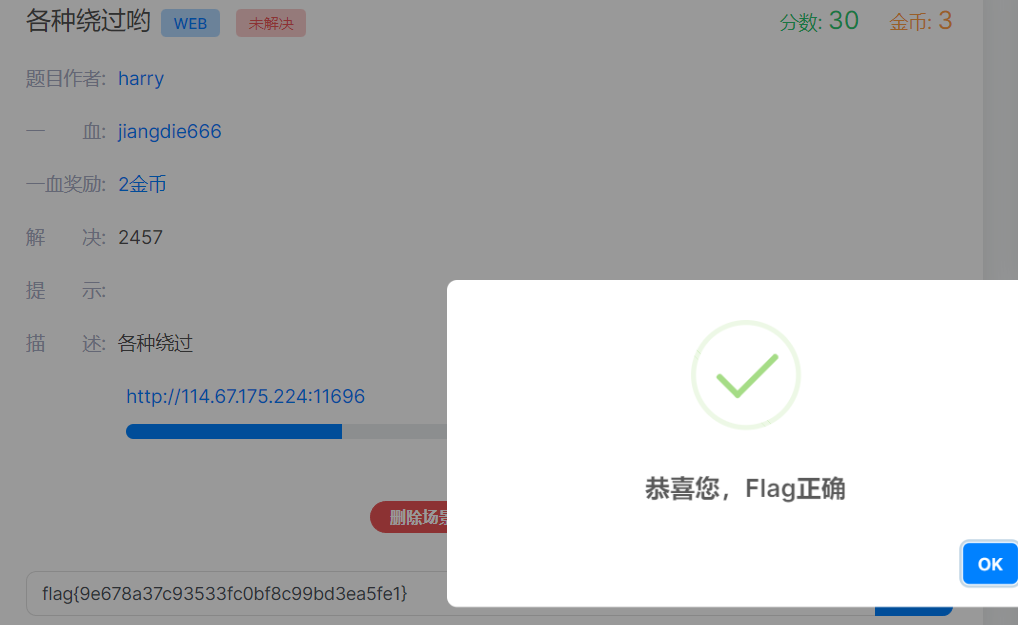 各种绕过哟 WEB 未解决 分数: 30 金币: 3
题目作者: harry
一 血: jiangdie666
一血奖励: 2金币
解 决: 2457
提 示:
描 述: 各种绕过
http://114.67.175.224:11696
恭喜您，Flag正确
删除场景
OK
flag{9e678a37c93533fc0bf8c99bd3ea5fe1}